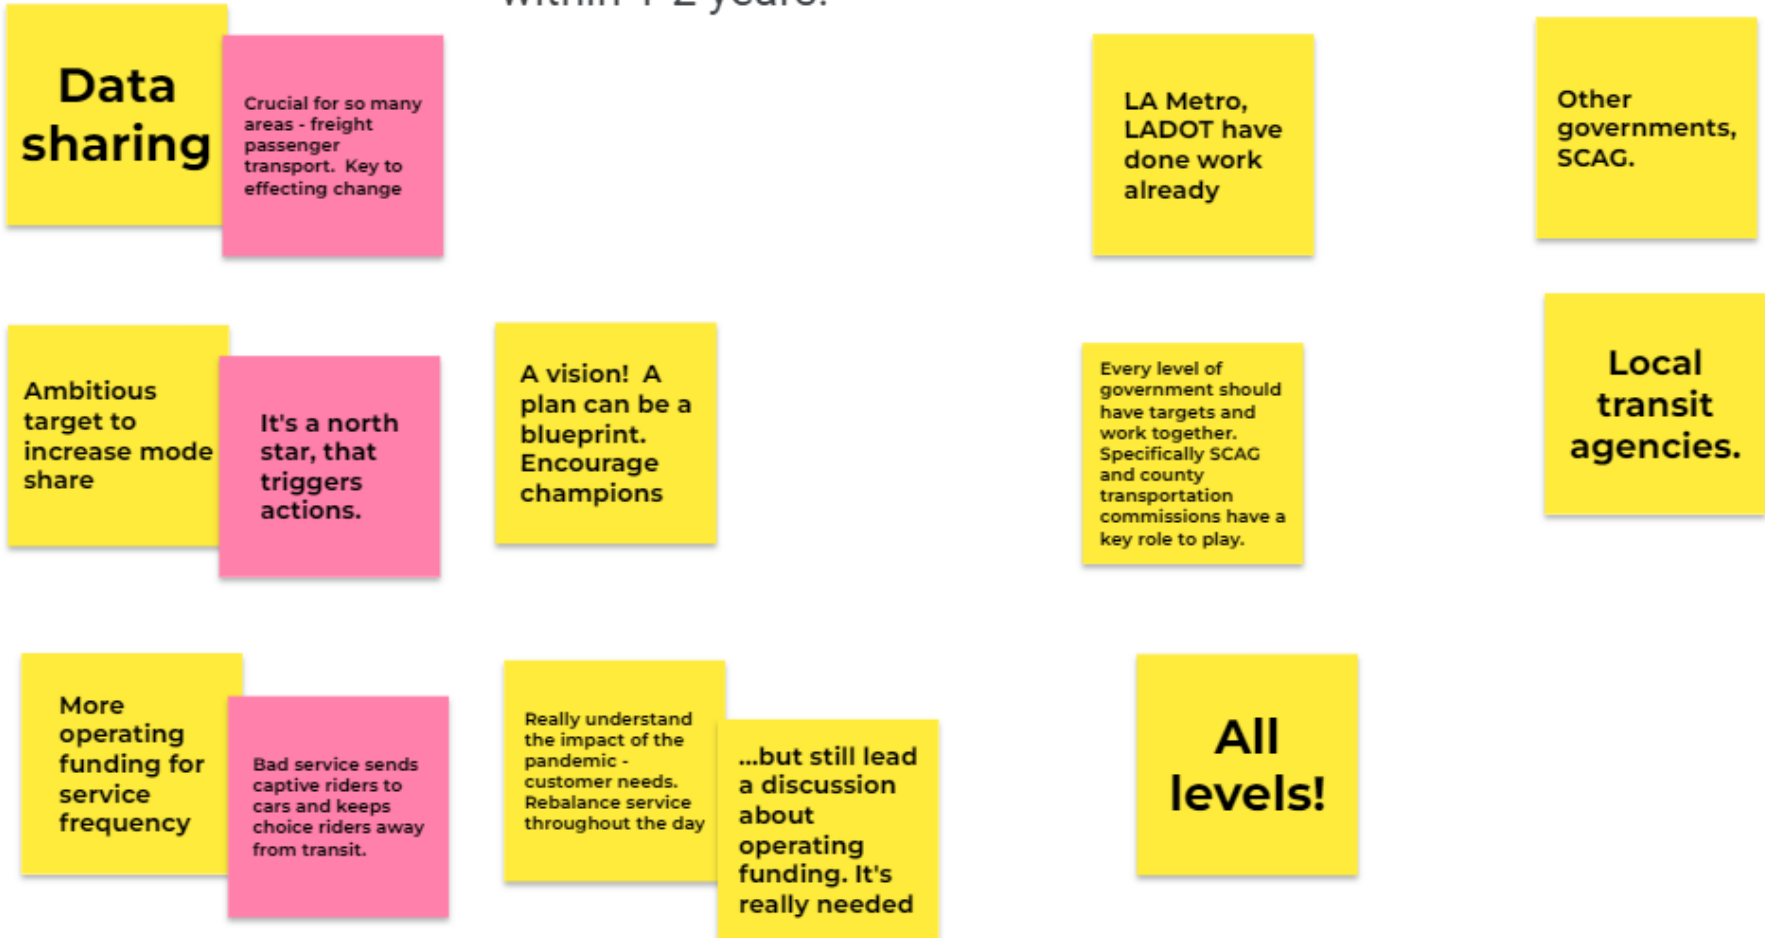 within 1-2 years?
Data
sharing
Crucial for so many
areas - freight
passenger
transport. Key to
effecting change
LA Metro,
LADOT have
done work
already
Other
governments,
SCAG.
Ambitious
target to
increase mode
share
It's a north
star, that
triggers
actions.
A vision! A
plan can be a
blueprint.
Encourage
champions
Every level of
government should
have targets and
work together.
Specifically SCAG
and county
transportation
commissions have a
key role to play.
Local
transit
agencies.
More
operating
funding for
service
frequency
Bad service sends
captive riders to
cars and keeps
choice riders away
from transit.
Really understand
the impact of the
pandemic -
customer needs.
Rebalance service
throughout the day
...but still lead
a discussion
about
operating
funding. It's
really needed
All
levels!